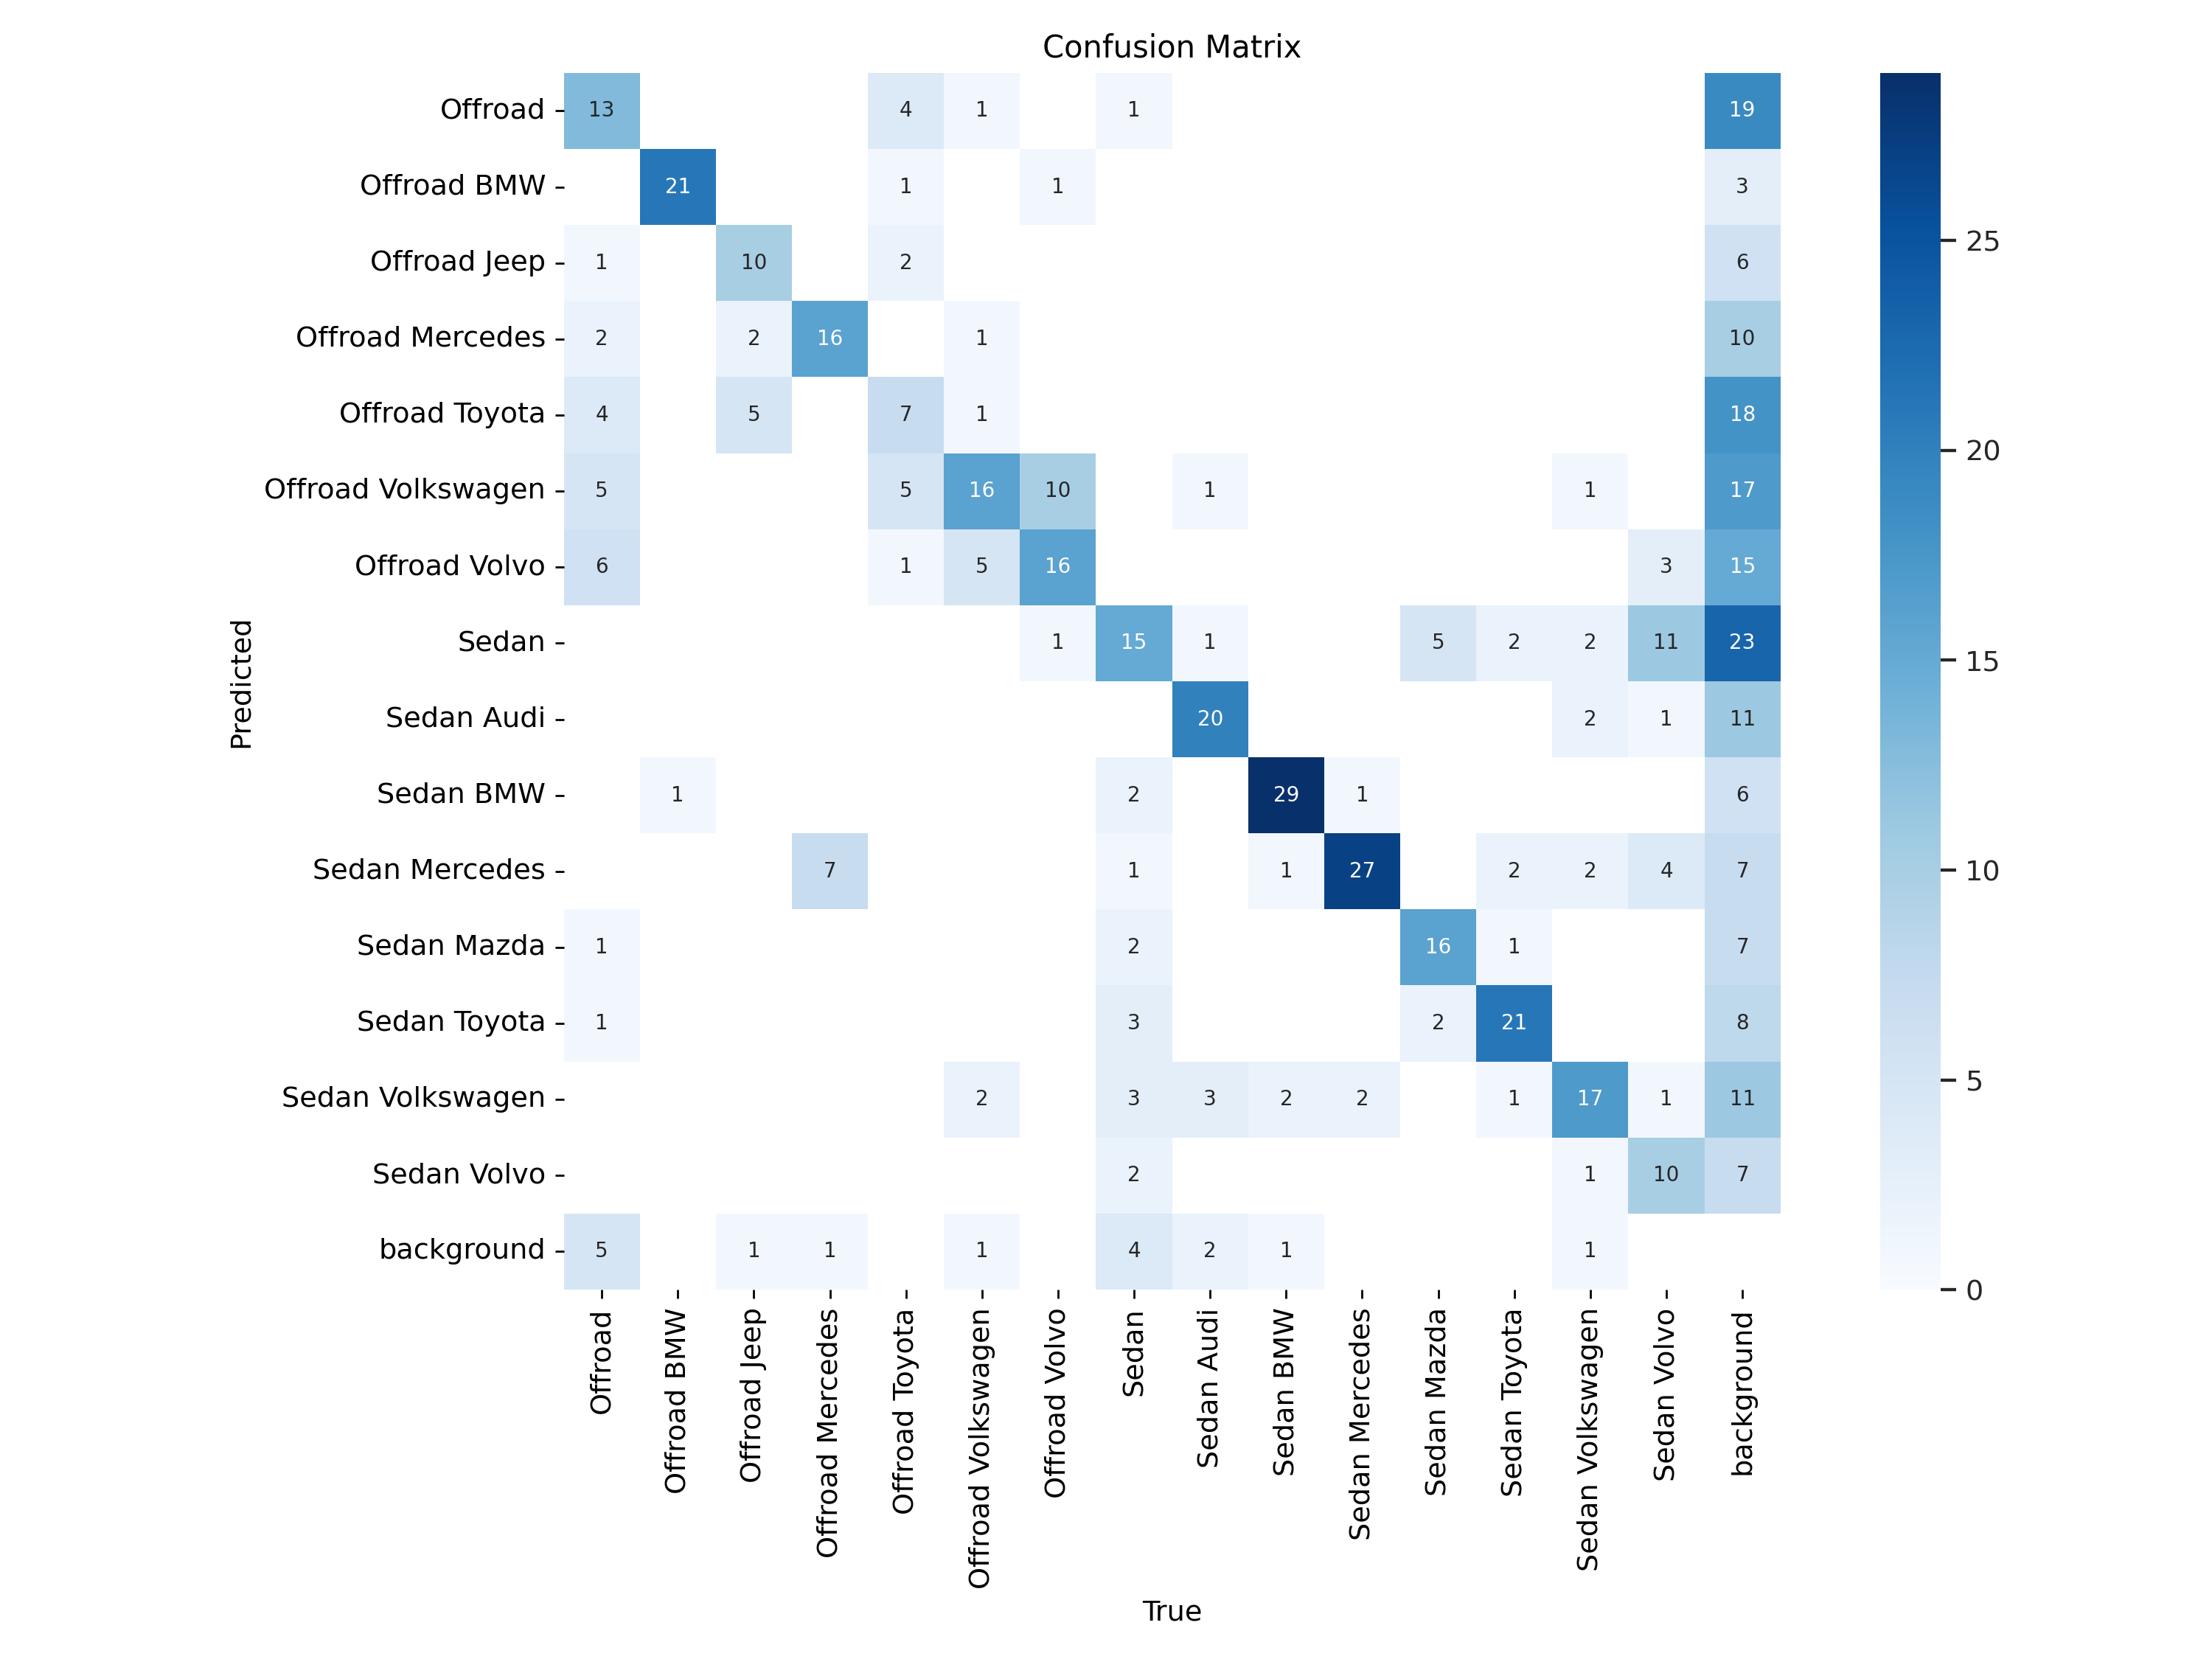 Confusion Matrix
Offroad 13 4 1 1 19
Offroad BMW 21 1 1 3
Offroad Jeep 1 10 2 6
Offroad Mercedes 2 2 16 1 10
Offroad Toyota 4 5 7 1 18
Offroad Volkswagen 5 5 16 10 1 1 17
Offroad Volvo 6 1 5 16 3 15
Sedan 1 15 1 5 2 2 11 23
Sedan Audi 20 2 1 11
Sedan BMW 1 2 29 1 6
Sedan Mercedes 7 1 1 27 2 2 4 7
Sedan Mazda 1 2 16 1 7
Sedan Toyota 1 3 2 21 8
Sedan Volkswagen 2 3 3 2 2 1 17 1 11
Sedan Volvo 2 1 10 7
background 5 1 1 1 4 2 1 1
Predicted
Offroad
Offroad BMW
Offroad Jeep
Offroad Mercedes
Offroad Toyota
Offroad Volkswagen
Offroad Volvo
Sedan
Sedan Audi
Sedan BMW
Sedan Mercedes
Sedan Mazda
Sedan Toyota
Sedan Volkswagen
Sedan Volvo
background
True
25
20
15
10
5
0